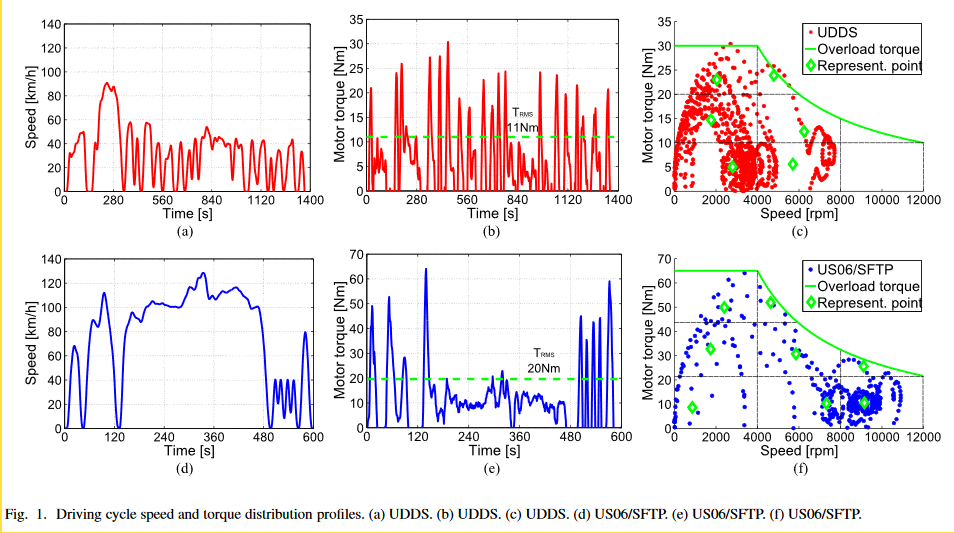 140
120
100
80
60
40
20
0
Speed [km/h]
0 280 560 840 1120 1400
Time [s]
(a)
35
30
25
20
15
10
5
0
Motor torque [Nm]
TRMS
11Nm
0 280 560 840 1120 1400
Time [s]
(b)
35
30
25
20
15
10
5
0
Motor torque [Nm]
UDDS
Overload torque
Represent. point
0 2000 4000 6000 8000 10000 12000
Speed [rpm]
(c)
140
120
100
80
60
40
20
0
Speed [km/h]
0 120 240 360 480 600
Time [s]
(d)
70
60
50
40
30
20
10
0
Motor torque [Nm]
TRMS
20Nm
0 120 240 360 480 600
Time [s]
(e)
70
60
50
40
30
20
10
0
Motor torque [Nm]
US06/SFTP
Overload torque
Represent. point
0 2000 4000 6000 8000 10000 12000
Speed [rpm]
(f)
Fig. 1. Driving cycle speed and torque distribution profiles. (a) UDDS. (b) UDDS. (c) UDDS. (d) US06/SFTP. (e) US06/SFTP. (f) US06/SFTP.